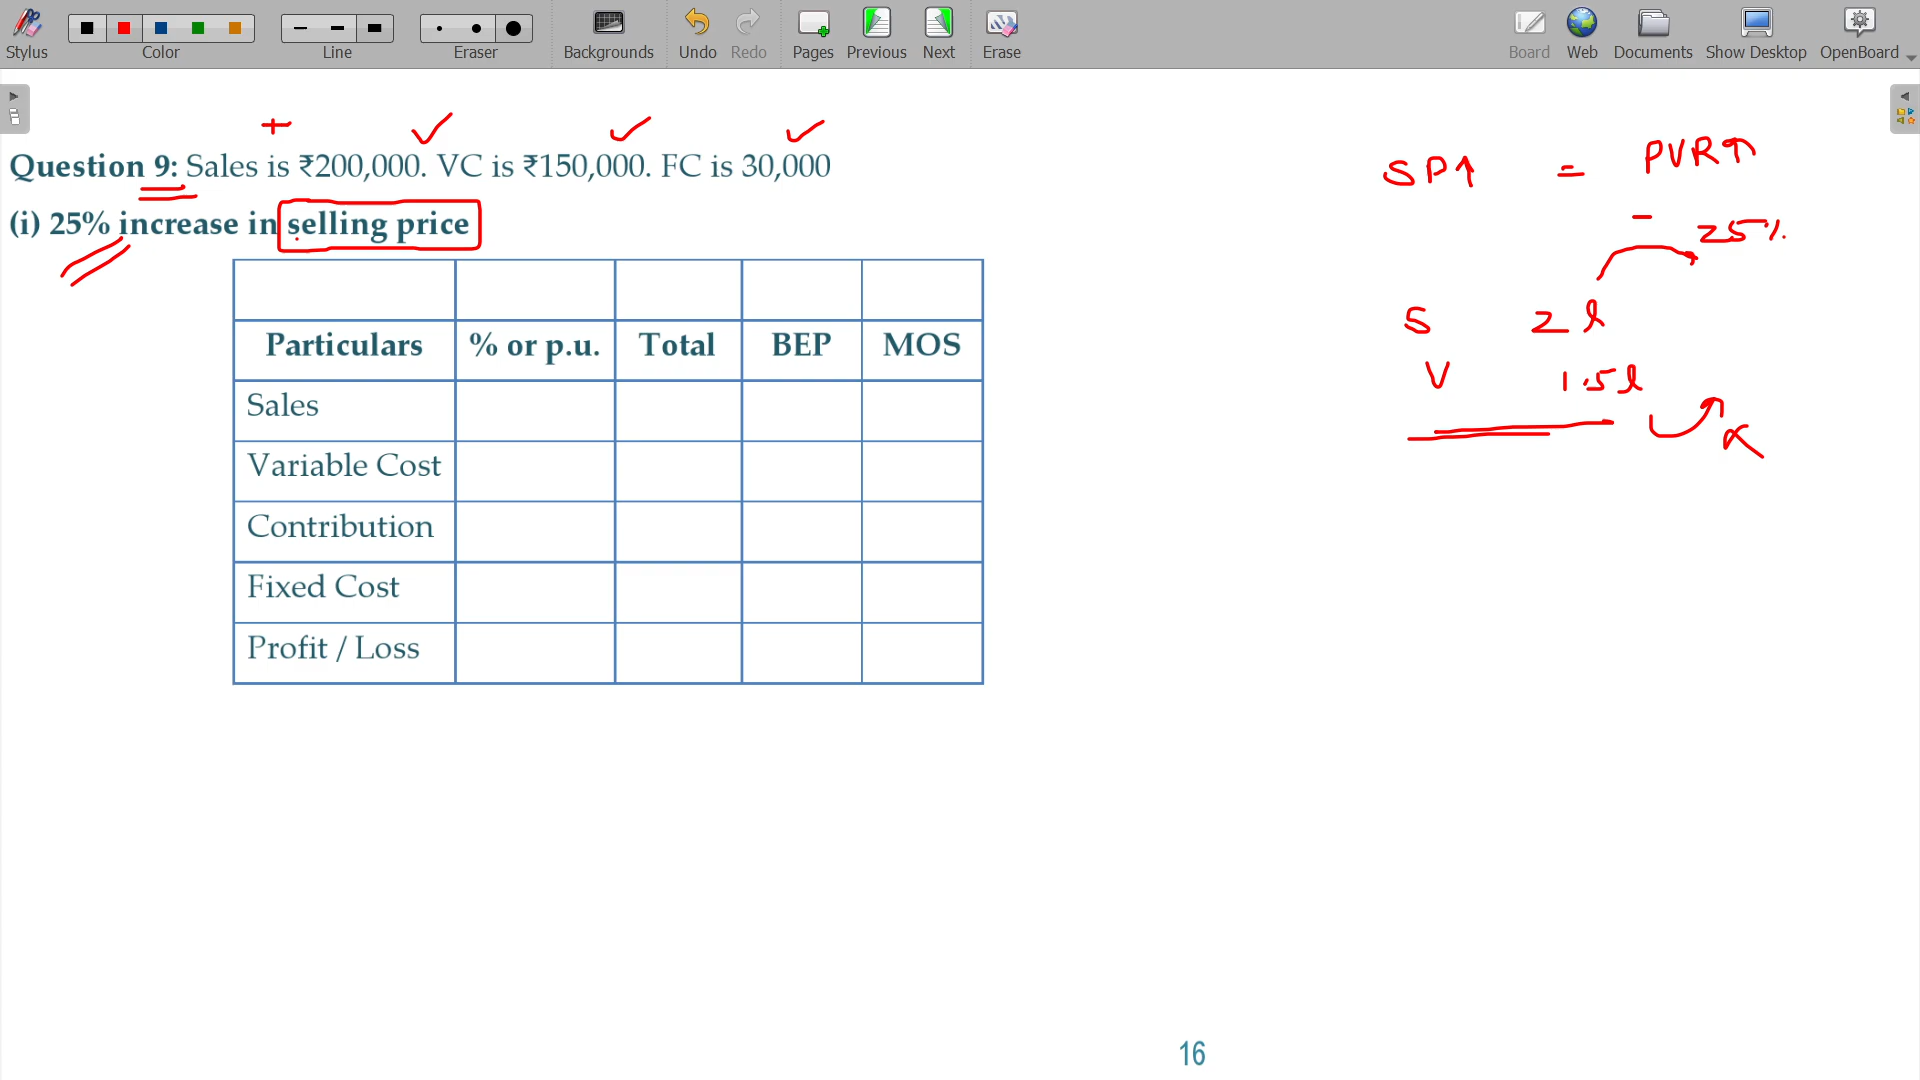 Stylus Color Line Eraser Backgrounds Undo Redo Pages Previous Next Erase Board Web Documents Show Desktop OpenBoard
Question 9: Sales is ₹200,000. VC is ₹150,000. FC is 30,000
(i) 25% increase in selling price
Particulars % or p.u. Total BEP MOS
Sales
Variable Cost
Contribution
Fixed Cost
Profit / Loss
SP↑ = PVR↑
25%
S 2 l
V 1.5 l
16